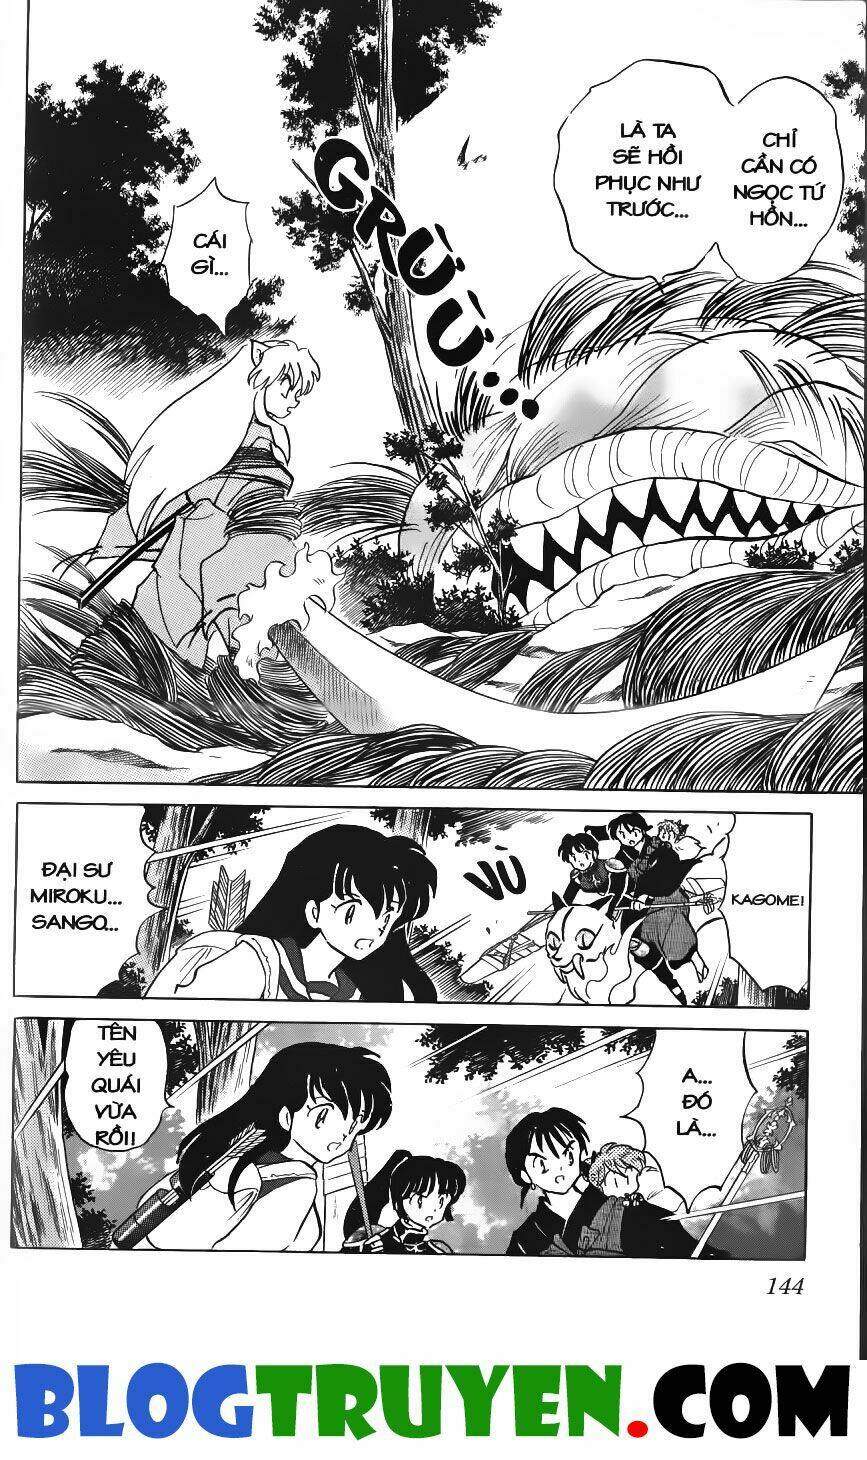 CHỈ
CẦN CÓ
NGỌC TỨ
HỒN...
LÀ TA
SẼ HỒI
PHỤC NHƯ
TRƯỚC...
GRỪ Ừ...
CÁI
GÌ...
KAGOME!
VÙ
ĐẠI SƯ
MIROKU...
SANGO...
A...
ĐÓ
LÀ...
TÊN
YÊU
QUÁI
VỪA
RỒI!
144
BLOGTRUYEN.COM